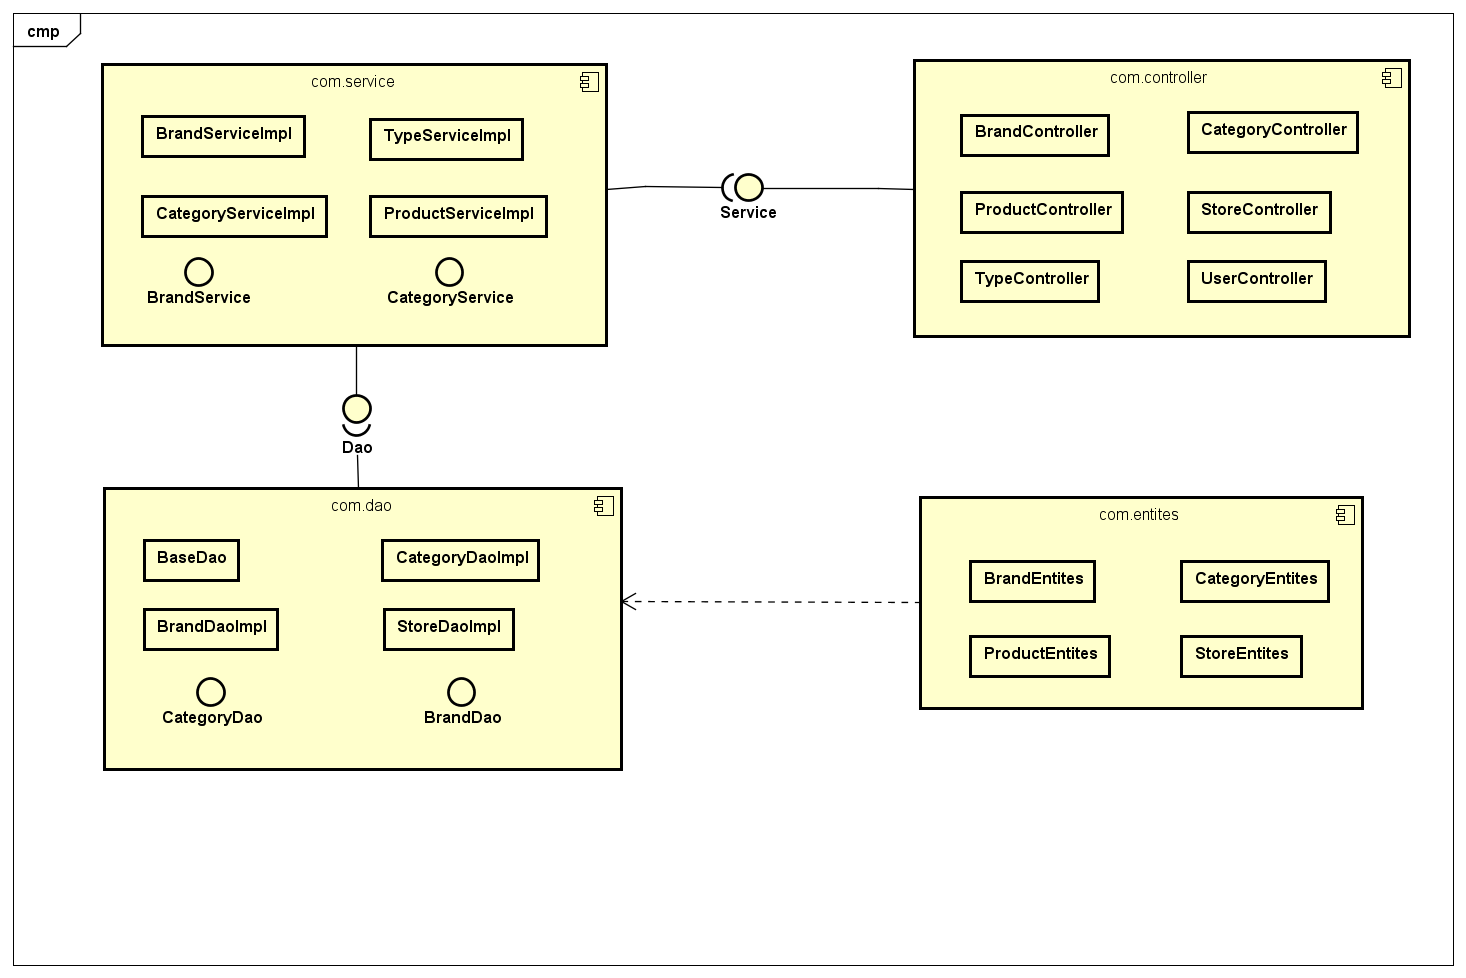 cmp
com.service
BrandServiceImpl
TypeServiceImpl
CategoryServiceImpl
ProductServiceImpl
BrandService
CategoryService
Service
com.controller
BrandController
CategoryController
ProductController
StoreController
TypeController
UserController
Dao
com.dao
BaseDao
CategoryDaoImpl
BrandDaoImpl
StoreDaoImpl
CategoryDao
BrandDao
com.entites
BrandEntites
CategoryEntites
ProductEntites
StoreEntites